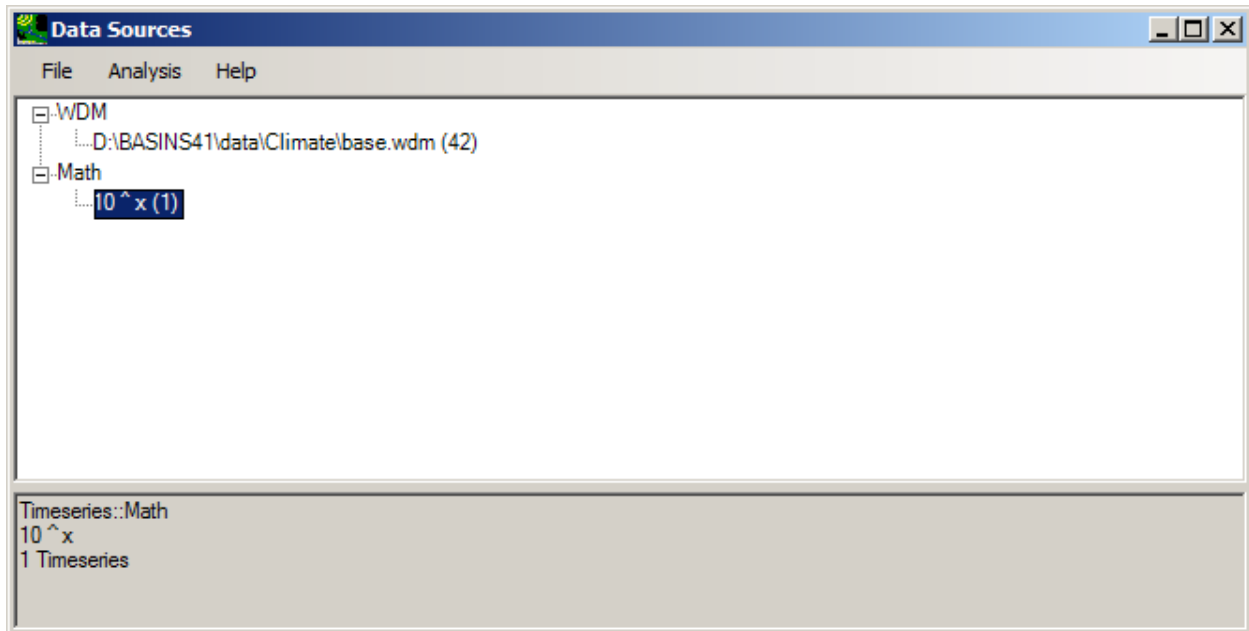 Data Sources
File Analysis Help
WDM
D:\BASINS41\data\Climate\base.wdm (42)
Math
10 ^ x (1)
Timeseries::Math
10 ^ x
1 Timeseries